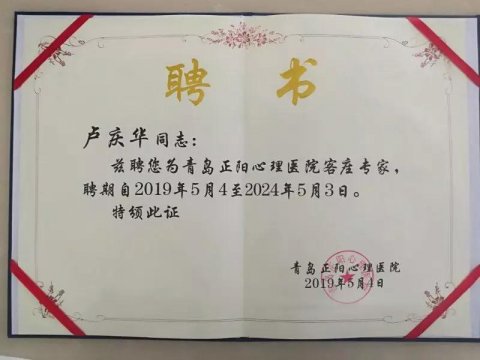 聘书
卢庆华同志：
兹聘您为青岛正阳心理医院客座专家，
聘期自2019年5月4至2024年5月3日。
特颁此证
青岛正阳心理医院
2019年5月4日